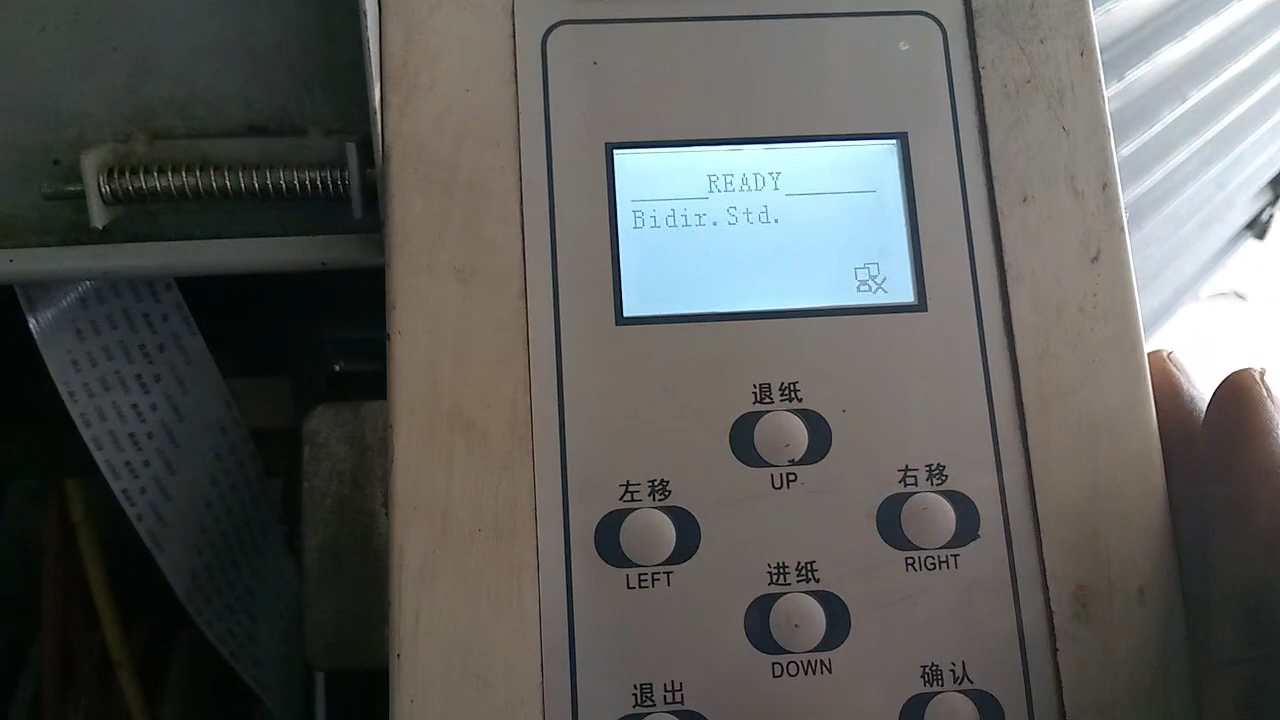 READY
Bidir.Std.
退纸
UP
左移
右移
LEFT
RIGHT
进纸
DOWN
退出
确认